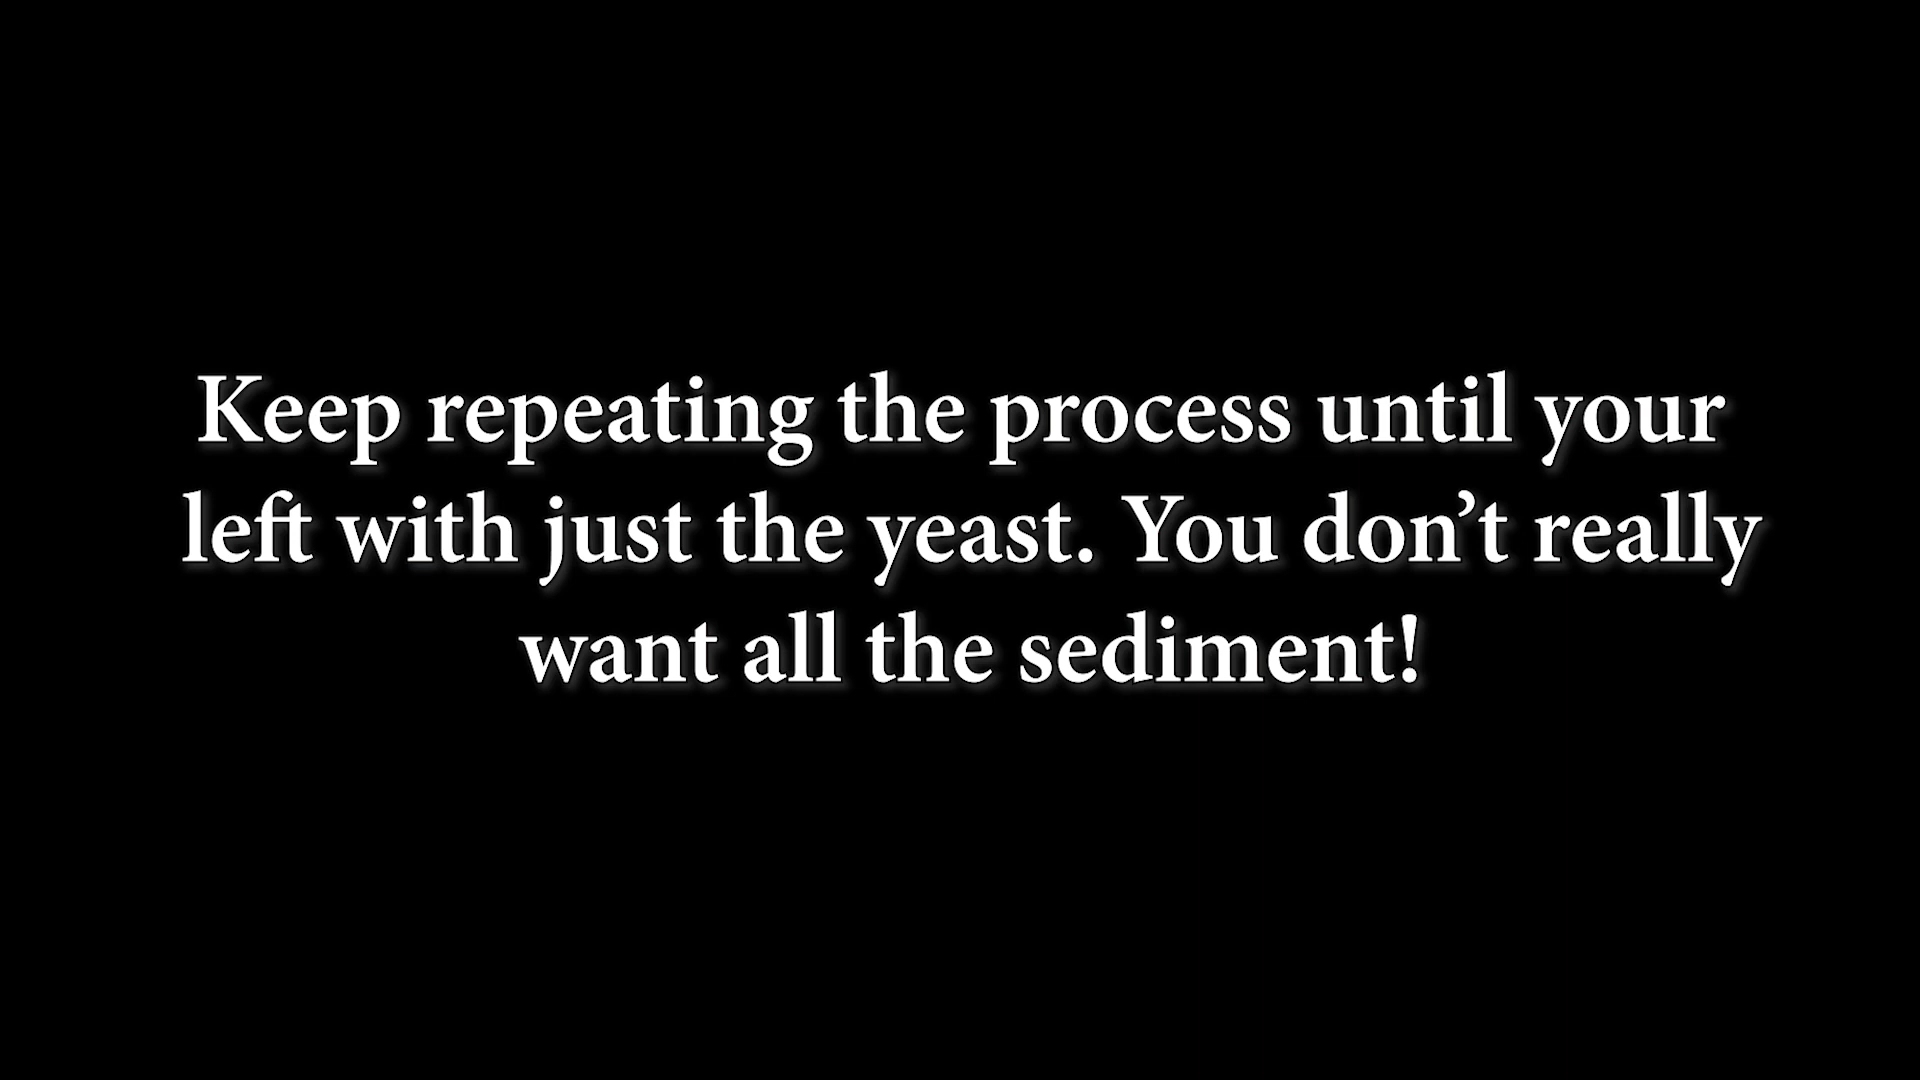 Keep repeating the process until your
left with just the yeast. You don’t really
want all the sediment!